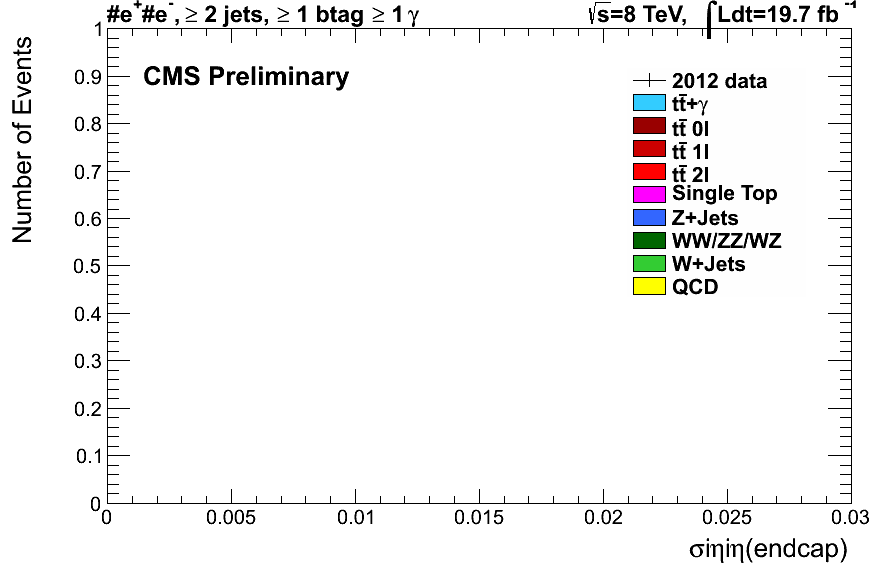 #e⁺#e⁻, ≥ 2 jets, ≥ 1 btag ≥ 1 γ
√s=8 TeV, ∫Ldt=19.7 fb⁻¹
CMS Preliminary
2012 data
tt̄+γ
tt̄ 0l
tt̄ 1l
tt̄ 2l
Single Top
Z+Jets
WW/ZZ/WZ
W+Jets
QCD
Number of Events
1
0.9
0.8
0.7
0.6
0.5
0.4
0.3
0.2
0.1
0
0 0.005 0.01 0.015 0.02 0.025 0.03
σiηiη(endcap)